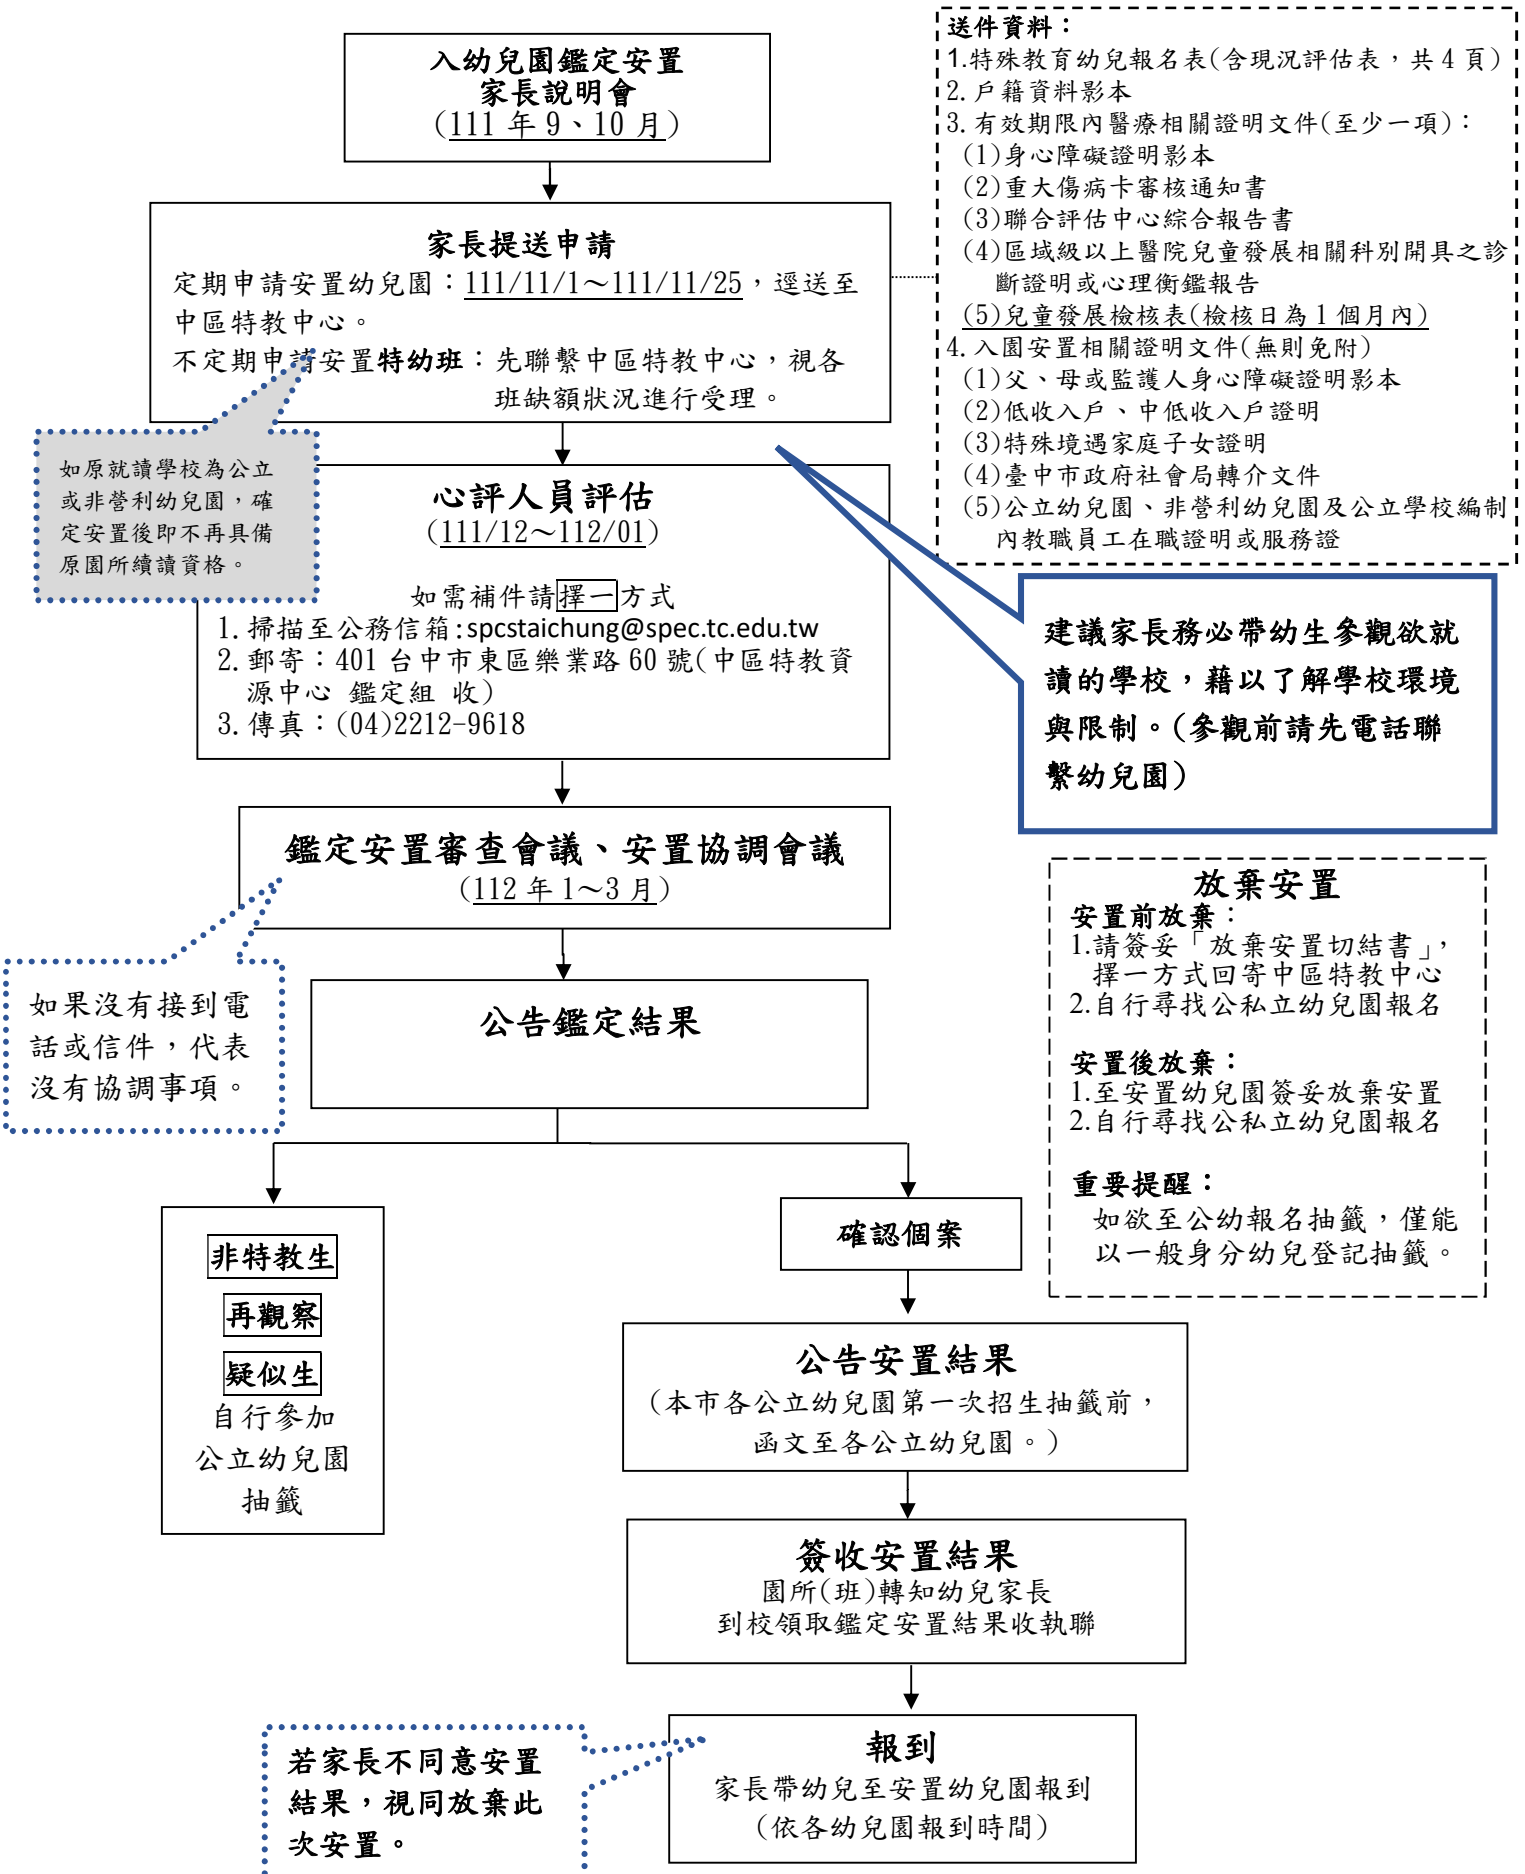 入幼兒園鑑定安置
家長說明會
(111 年 9、10 月)
送件資料：
1.特殊教育幼兒報名表(含現況評估表，共 4 頁)
2.戶籍資料影本
3.有效期限內醫療相關證明文件(至少一項)：
(1)身心障礙證明影本
(2)重大傷病卡審核通知書
(3)聯合評估中心綜合報告書
(4)區域級以上醫院兒童發展相關科別開具之診
斷證明或心理衡鑑報告
(5)兒童發展檢核表(檢核日為 1 個月內)
4.入園安置相關證明文件(無則免附)
(1)父、母或監護人身心障礙證明影本
(2)低收入戶、中低收入戶證明
(3)特殊境遇家庭子女證明
(4)臺中市政府社會局轉介文件
(5)公立幼兒園、非營利幼兒園及公立學校編制
內教職員工在職證明或服務證
家長提送申請
定期申請安置幼兒園：111/11/1～111/11/25，逕送至
中區特教中心。
不定期申請安置特幼班：先聯繫中區特教中心，視各
班缺額狀況進行受理。
如原就讀學校為公立
或非營利幼兒園，確
定安置後即不再具備
原園所續讀資格。
心評人員評估
(111/12～112/01)
如需補件請擇一方式
1.掃描至公務信箱:spcstaichung@spec.tc.edu.tw
2.郵寄：401 台中市東區樂業路 60 號(中區特教資
源中心 鑑定組 收)
3.傳真：(04)2212-9618
建議家長務必帶幼生參觀欲就
讀的學校，藉以了解學校環境
與限制。(參觀前請先電話聯
繫幼兒園)
鑑定安置審查會議、安置協調會議
(112 年 1～3 月)
如果沒有接到電
話或信件，代表
沒有協調事項。
公告鑑定結果
放棄安置
安置前放棄：
1.請簽妥「放棄安置切結書」，
擇一方式回寄中區特教中心
2.自行尋找公私立幼兒園報名
安置後放棄：
1.至安置幼兒園簽妥放棄安置
2.自行尋找公私立幼兒園報名
重要提醒：
如欲至公幼報名抽籤，僅能
以一般身分幼兒登記抽籤。
非特教生
再觀察
疑似生
自行參加
公立幼兒園
抽籤
確認個案
公告安置結果
(本市各公立幼兒園第一次招生抽籤前，
函文至各公立幼兒園。)
簽收安置結果
園所(班)轉知幼兒家長
到校領取鑑定安置結果收執聯
若家長不同意安置
結果，視同放棄此
次安置。
報到
家長帶幼兒至安置幼兒園報到
(依各幼兒園報到時間)